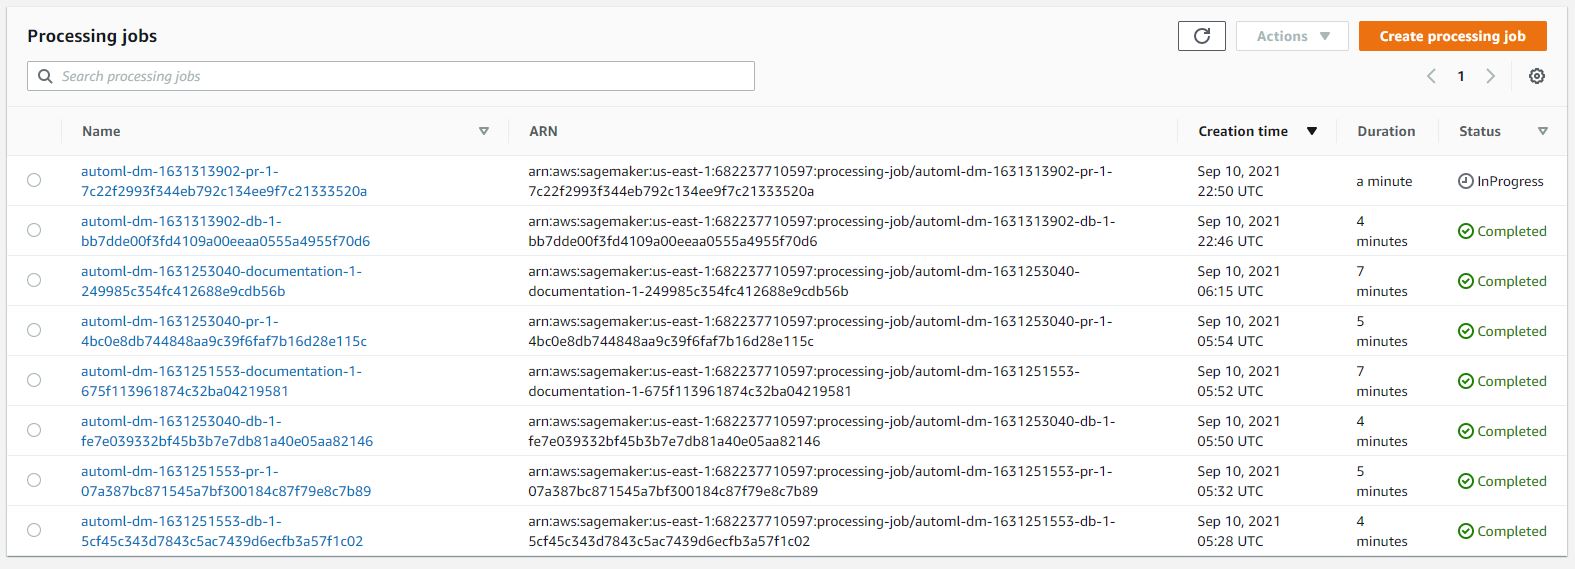 Processing jobs
Actions
Create processing job
Search processing jobs
1
Name
ARN
Creation time
Duration
Status
automl-dm-1631313902-pr-1-
7c22f2993f344eb792c134ee9f7c21333520a
arn:aws:sagemaker:us-east-1:682237710597:processing-job/automl-dm-1631313902-pr-1-
7c22f2993f344eb792c134ee9f7c21333520a
Sep 10, 2021
22:50 UTC
a minute
InProgress
automl-dm-1631313902-db-1-
bb7dde00f3fd4109a00eeaa0555a4955f70d6
arn:aws:sagemaker:us-east-1:682237710597:processing-job/automl-dm-1631313902-db-1-
bb7dde00f3fd4109a00eeaa0555a4955f70d6
Sep 10, 2021
22:46 UTC
4
minutes
Completed
automl-dm-1631253040-documentation-1-
249985c354fc412688e9cdb56b
arn:aws:sagemaker:us-east-1:682237710597:processing-job/automl-dm-1631253040-
documentation-1-249985c354fc412688e9cdb56b
Sep 10, 2021
06:15 UTC
7
minutes
Completed
automl-dm-1631253040-pr-1-
4bc0e8db744848aa9c39f6faf7b16d28e115c
arn:aws:sagemaker:us-east-1:682237710597:processing-job/automl-dm-1631253040-pr-1-
4bc0e8db744848aa9c39f6faf7b16d28e115c
Sep 10, 2021
05:54 UTC
5
minutes
Completed
automl-dm-1631251553-documentation-1-
675f113961874c32ba04219581
arn:aws:sagemaker:us-east-1:682237710597:processing-job/automl-dm-1631251553-
documentation-1-675f113961874c32ba04219581
Sep 10, 2021
05:52 UTC
7
minutes
Completed
automl-dm-1631253040-db-1-
fe7e039332bf45b3b7e7db81a40e05aa82146
arn:aws:sagemaker:us-east-1:682237710597:processing-job/automl-dm-1631253040-db-1-
fe7e039332bf45b3b7e7db81a40e05aa82146
Sep 10, 2021
05:50 UTC
4
minutes
Completed
automl-dm-1631251553-pr-1-
07a387bc871545a7bf300184c87f79e8c7b89
arn:aws:sagemaker:us-east-1:682237710597:processing-job/automl-dm-1631251553-pr-1-
07a387bc871545a7bf300184c87f79e8c7b89
Sep 10, 2021
05:32 UTC
5
minutes
Completed
automl-dm-1631251553-db-1-
5cf45c343d7843c5ac7439d6ecfb3a57f1c02
arn:aws:sagemaker:us-east-1:682237710597:processing-job/automl-dm-1631251553-db-1-
5cf45c343d7843c5ac7439d6ecfb3a57f1c02
Sep 10, 2021
05:28 UTC
4
minutes
Completed